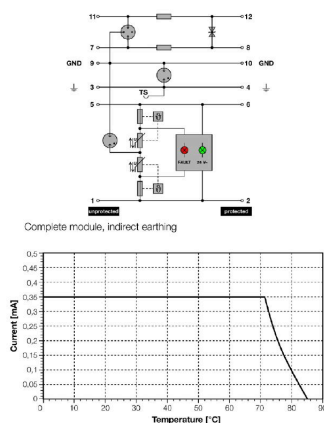 11 12
7 8
GND 9 10 GND
3 4
TS
5 6
FAULT
1 2
unprotected protected
Complete module, indirect earthing
0,5
0,45
0,4
0,35
0,3
0,25
0,2
0,15
0,1
0,05
0
Current [mA]
0 10 20 30 40 50 60 70 80 90
Temperature [°C]